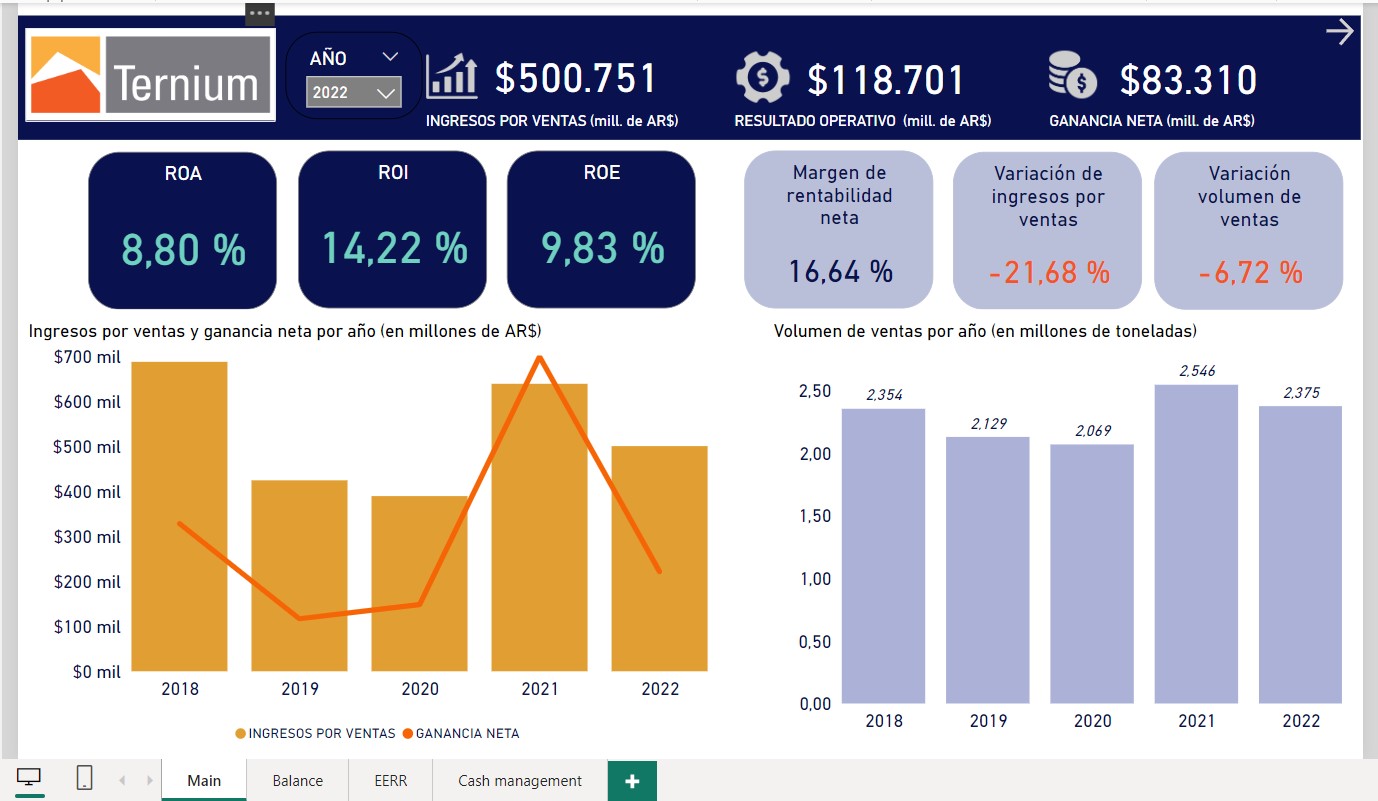 Ternium
AÑO
2022
$500.751
INGRESOS POR VENTAS (mill. de AR$)
$118.701
RESULTADO OPERATIVO (mill. de AR$)
$83.310
GANANCIA NETA (mill. de AR$)
ROA
8,80 %
ROI
14,22 %
ROE
9,83 %
Margen de
rentabilidad
neta
16,64 %
Variación de
ingresos por
ventas
-21,68 %
Variación
volumen de
ventas
-6,72 %
Ingresos por ventas y ganancia neta por año (en millones de AR$)
$700 mil
$600 mil
$500 mil
$400 mil
$300 mil
$200 mil
$100 mil
$0 mil
2018 2019 2020 2021 2022
INGRESOS POR VENTAS GANANCIA NETA
Volumen de ventas por año (en millones de toneladas)
2,50
2,00
1,50
1,00
0,50
0,00
2,354 2,129 2,069 2,546 2,375
2018 2019 2020 2021 2022
Main Balance EERR Cash management +